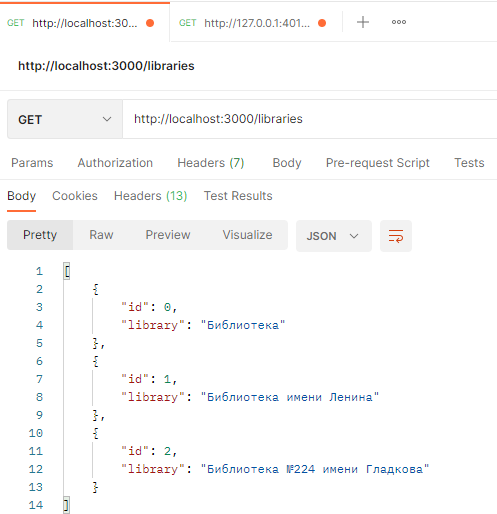 GET http://localhost:30... GET http://127.0.0.1:401...
http://localhost:3000/libraries
GET http://localhost:3000/libraries
Params Authorization Headers (7) Body Pre-request Script Tests
Body Cookies Headers (13) Test Results
Pretty Raw Preview Visualize JSON
1 [
2 {
3 "id": 0,
4 "library": "Библиотека"
5 },
6 {
7 "id": 1,
8 "library": "Библиотека имени Ленина"
9 },
10 {
11 "id": 2,
12 "library": "Библиотека №224 имени Гладкова"
13 }
14 ]